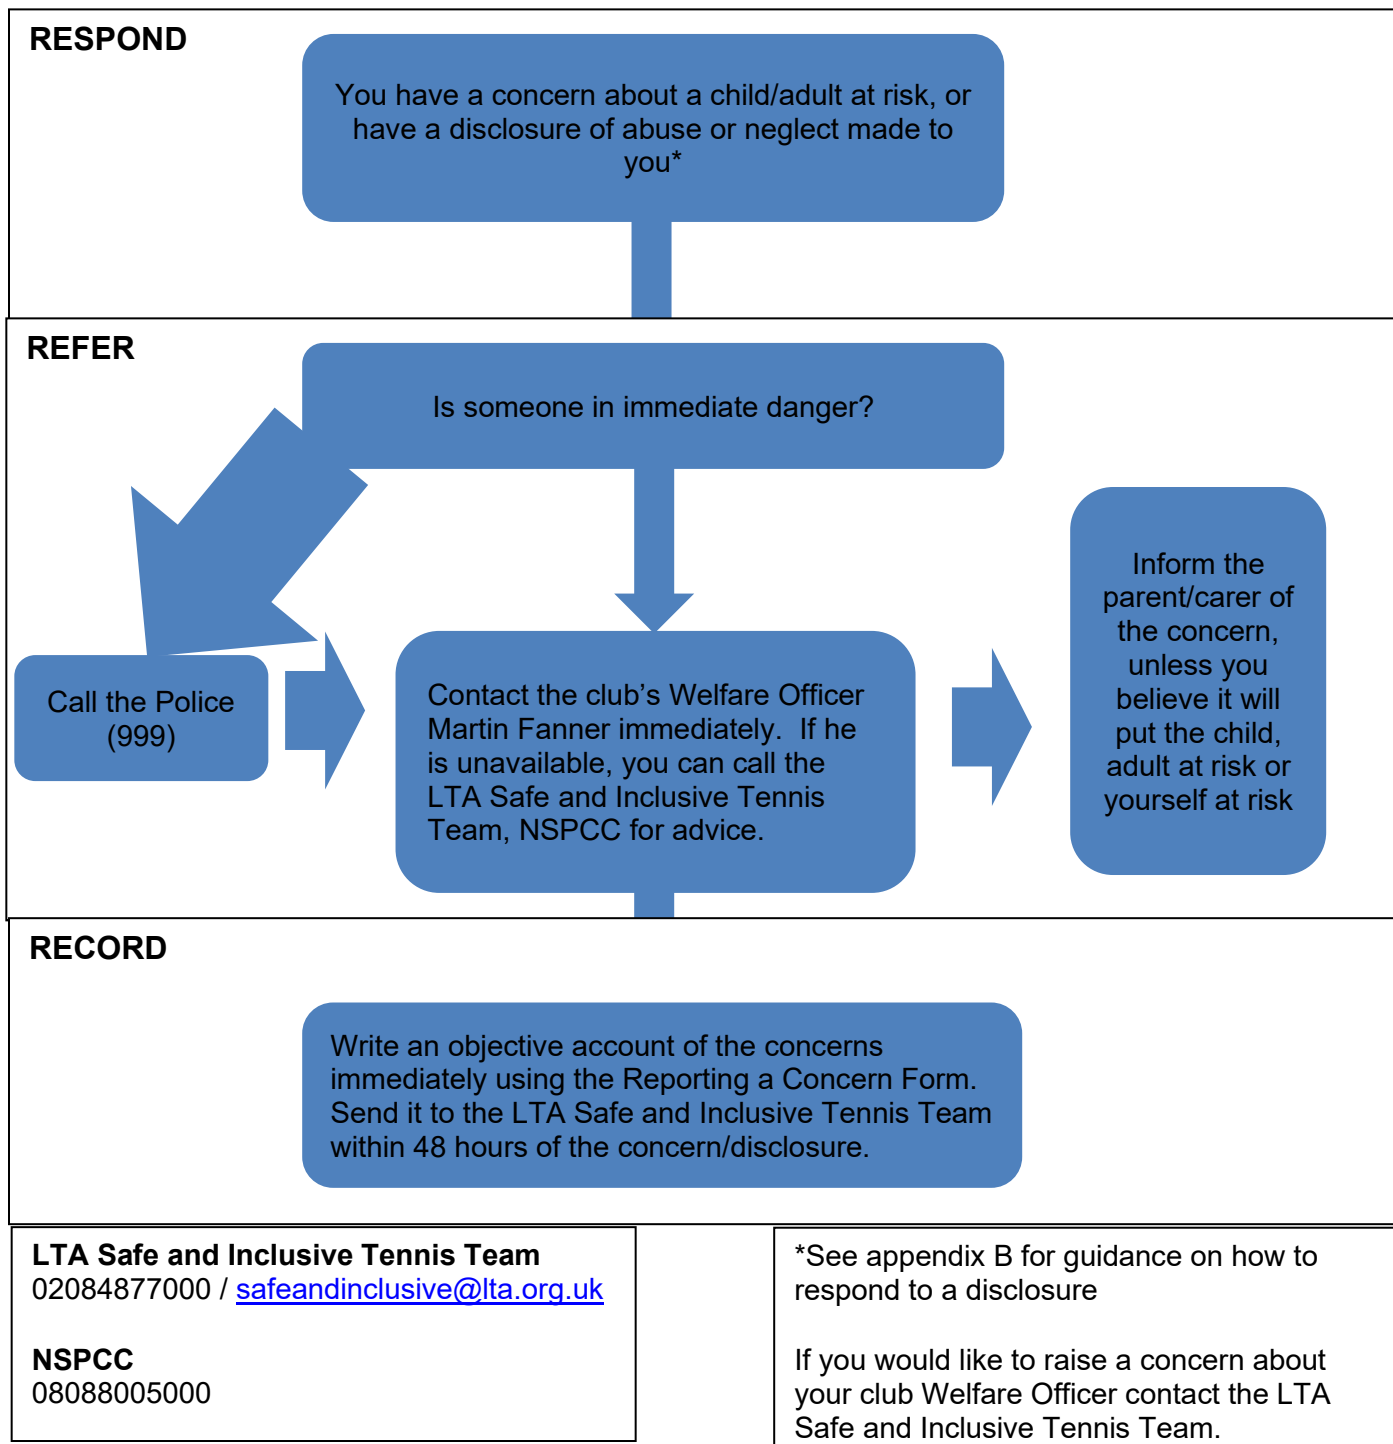 RESPOND
You have a concern about a child/adult at risk, or
have a disclosure of abuse or neglect made to
you*
REFER
Is someone in immediate danger?
Call the Police
(999)
Contact the club's Welfare Officer
Martin Fanner immediately.  If he
is unavailable, you can call the
LTA Safe and Inclusive Tennis
Team, NSPCC for advice.
Inform the
parent/carer of
the concern,
unless you
believe it will
put the child,
adult at risk or
yourself at risk
RECORD
Write an objective account of the concerns
immediately using the Reporting a Concern Form.
Send it to the LTA Safe and Inclusive Tennis Team
within 48 hours of the concern/disclosure.
LTA Safe and Inclusive Tennis Team
02084877000 / safeandinclusive@lta.org.uk
NSPCC
08088005000
*See appendix B for guidance on how to
respond to a disclosure
If you would like to raise a concern about
your club Welfare Officer contact the LTA
Safe and Inclusive Tennis Team.